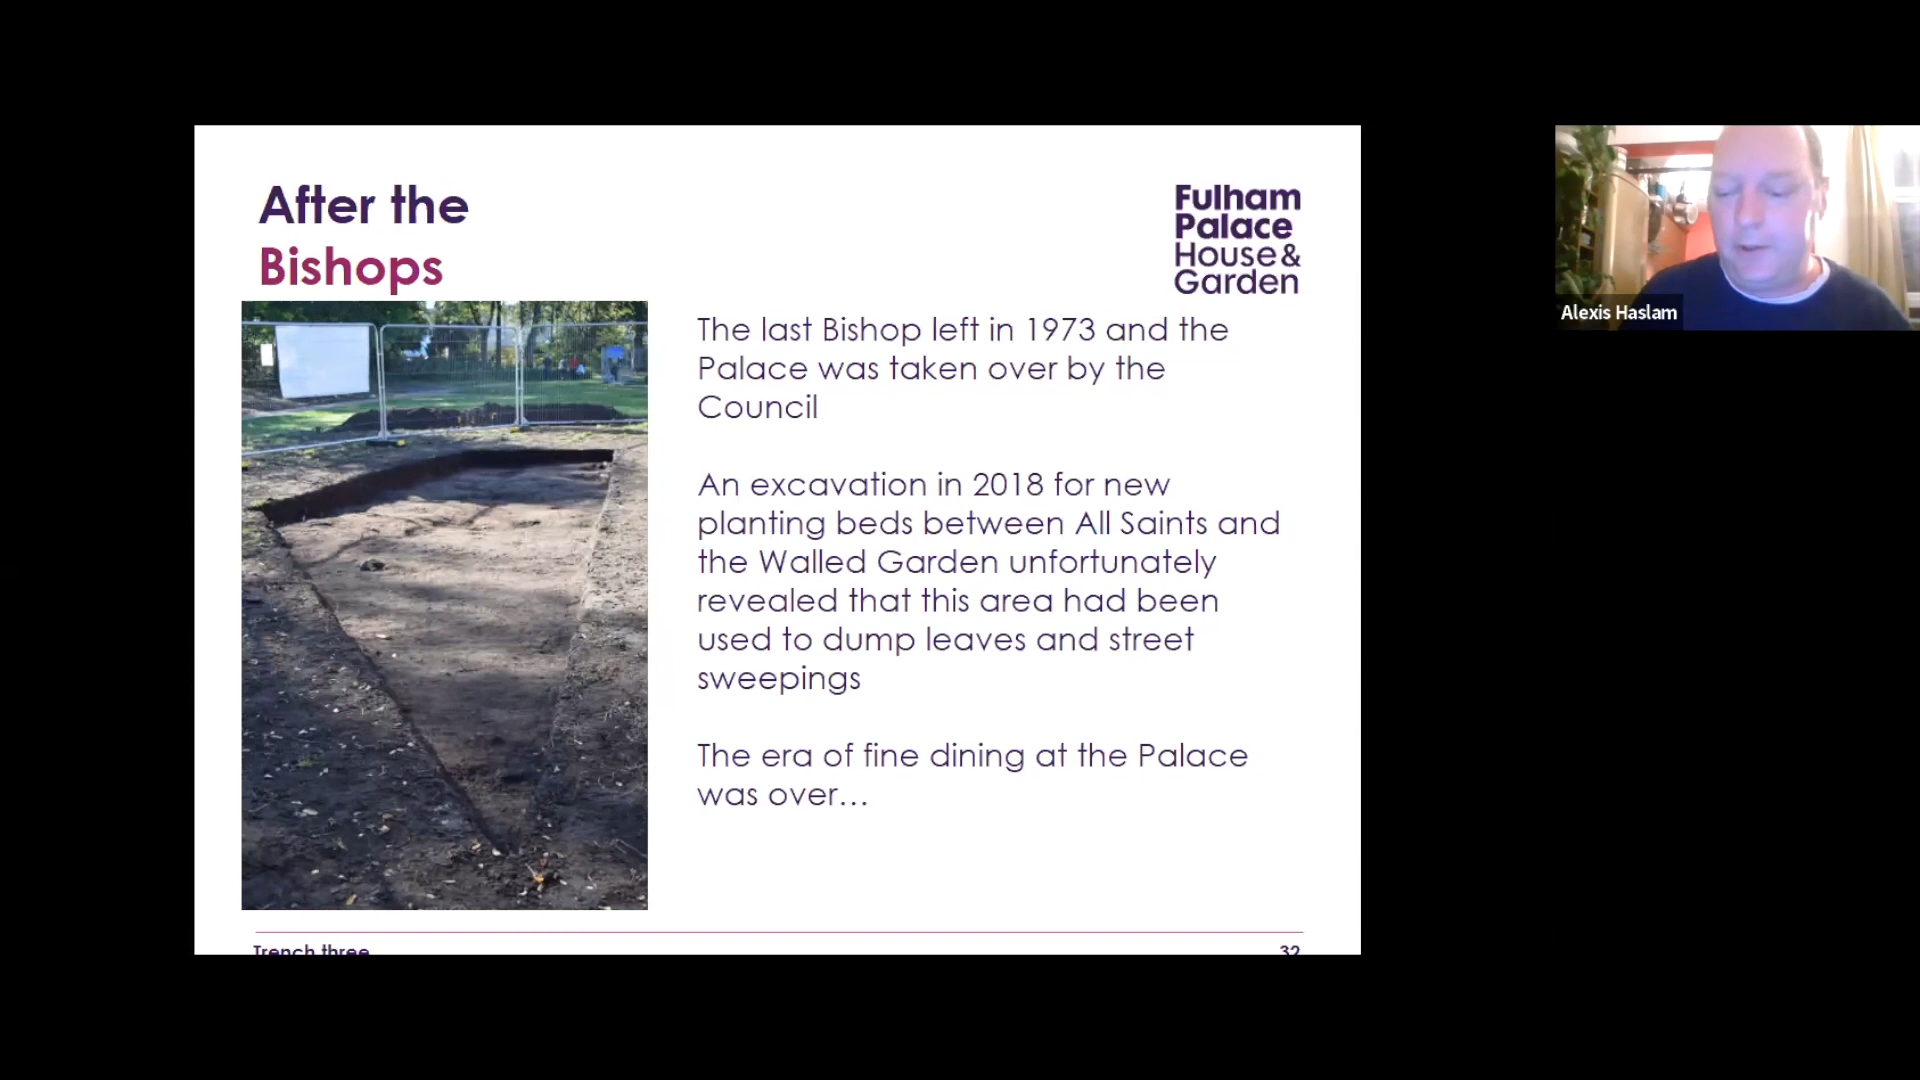 After the
Bishops
Fulham
Palace
House&
Garden
The last Bishop left in 1973 and the
Palace was taken over by the
Council
An excavation in 2018 for new
planting beds between All Saints and
the Walled Garden unfortunately
revealed that this area had been
used to dump leaves and street
sweepings
The era of fine dining at the Palace
was over…
Trench three
32
Alexis Haslam